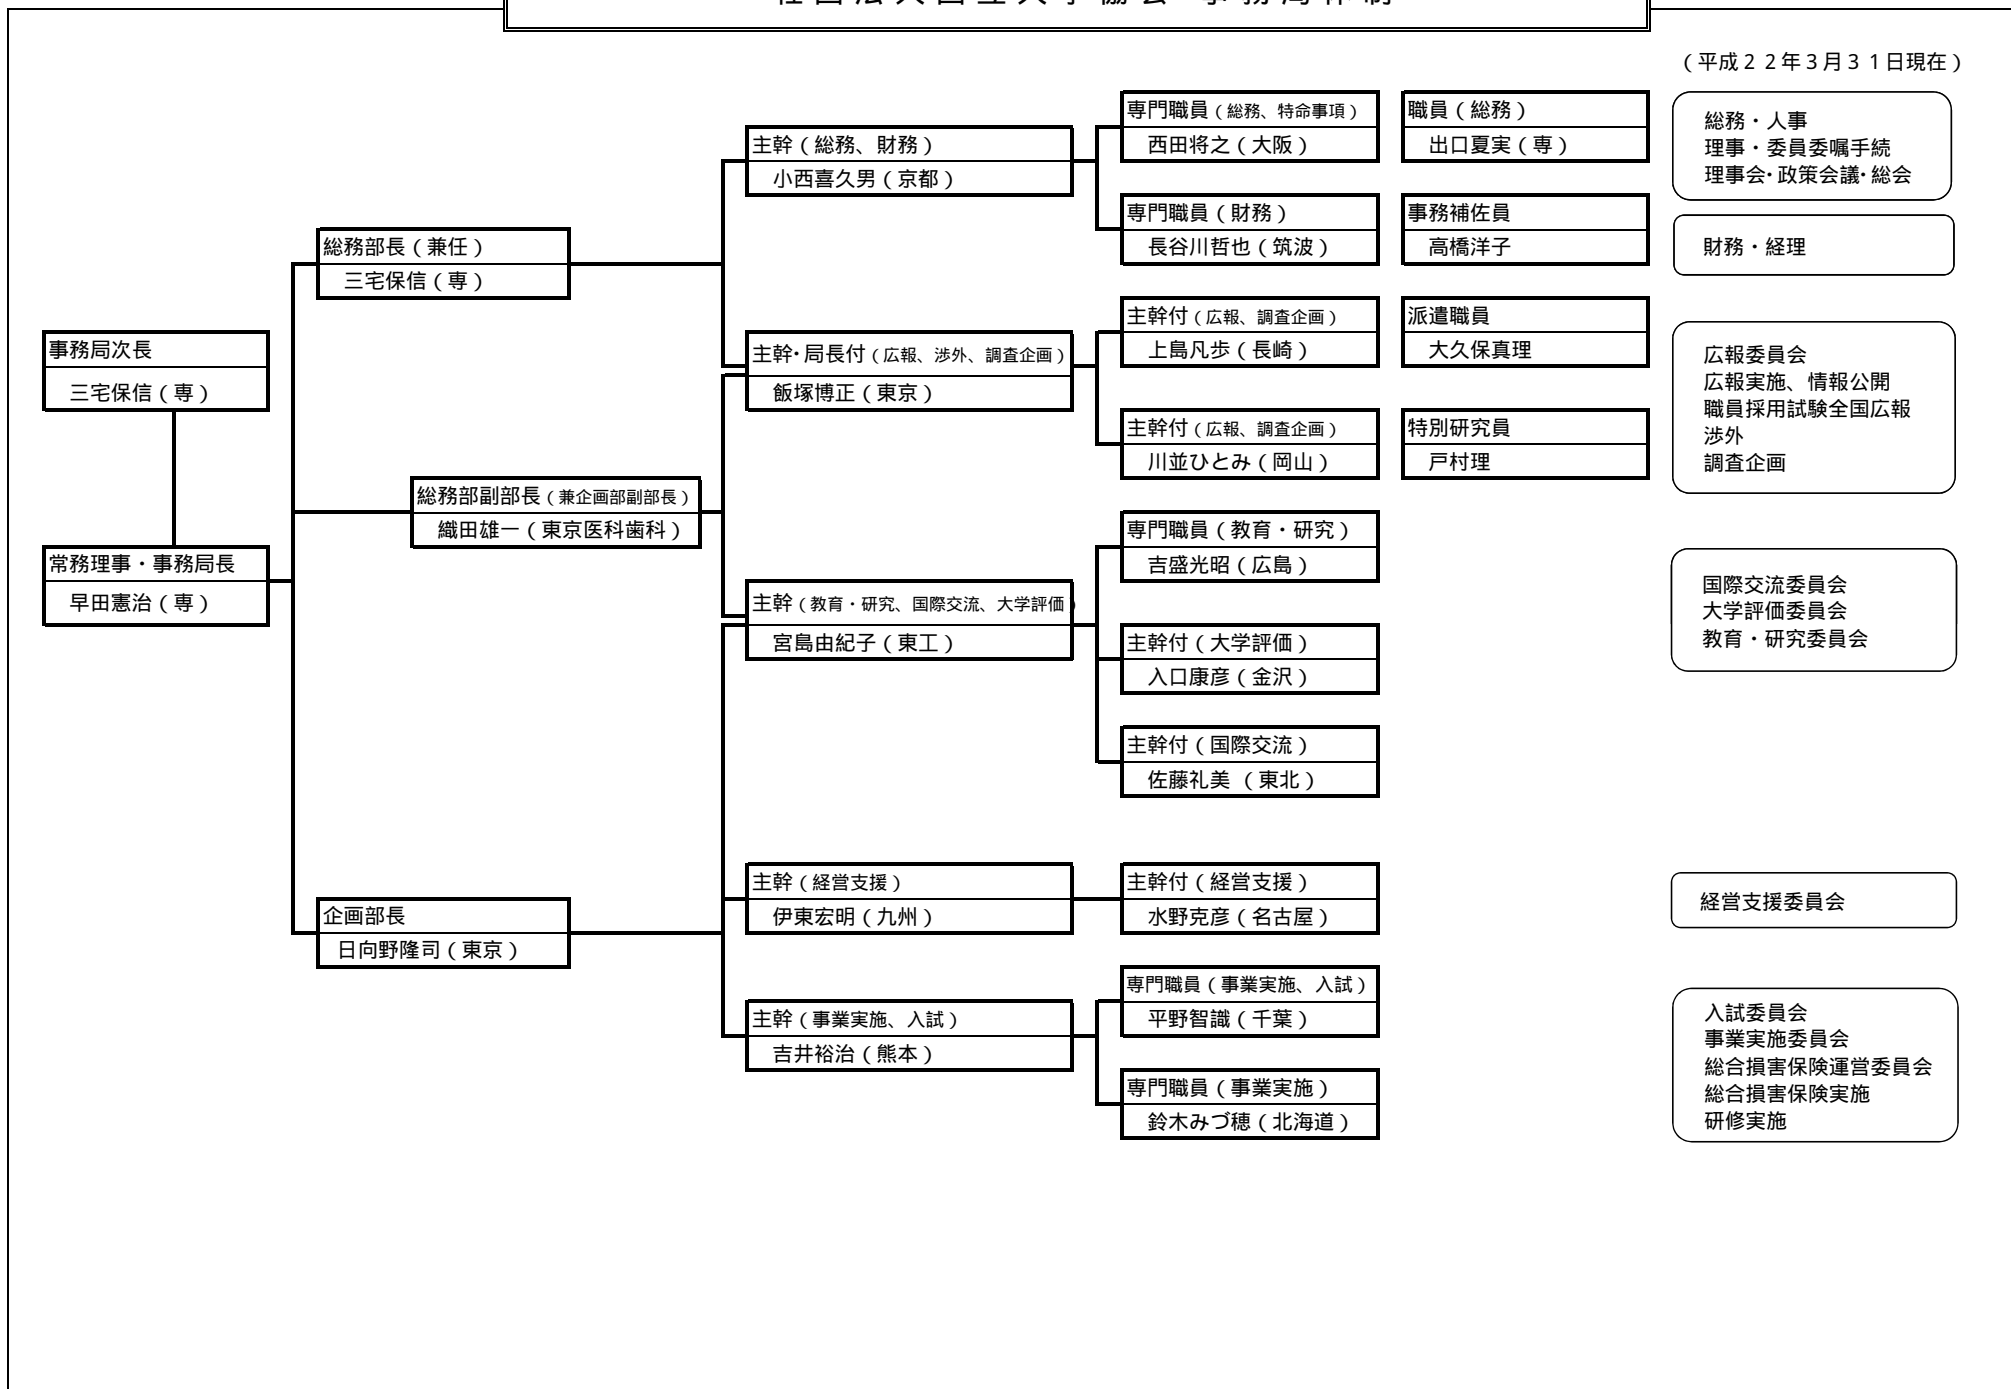 社団法人国立大学協会 事務局体制
（平成２２年３月３１日現在）
事務局次長
三宅保信（専）
常務理事・事務局長
早田憲治（専）
総務部長（兼任）
三宅保信（専）
総務部副部長（兼企画部副部長）
織田雄一（東京医科歯科）
企画部長
日向野隆司（東京）
主幹（総務、財務）
小西喜久男（京都）
主幹・局長付（広報、渉外、調査企画）
飯塚博正（東京）
主幹（教育・研究、国際交流、大学評価）
宮島由紀子（東工）
主幹（経営支援）
伊東宏明（九州）
主幹（事業実施、入試）
吉井裕治（熊本）
専門職員（総務、特命事項）
西田将之（大阪）
専門職員（財務）
長谷川哲也（筑波）
主幹付（広報、調査企画）
上島凡歩（長崎）
主幹付（広報、調査企画）
川並ひとみ（岡山）
専門職員（教育・研究）
吉盛光昭（広島）
主幹付（大学評価）
入口康彦（金沢）
主幹付（国際交流）
佐藤礼美（東北）
主幹付（経営支援）
水野克彦（名古屋）
専門職員（事業実施、入試）
平野智識（千葉）
専門職員（事業実施）
鈴木みづ穂（北海道）
職員（総務）
出口夏実（専）
事務補佐員
高橋洋子
派遣職員
大久保真理
特別研究員
戸村理
総務・人事
理事・委員委嘱手続
理事会・政策会議・総会
財務・経理
広報委員会
広報実施、情報公開
職員採用試験全国広報
渉外
調査企画
国際交流委員会
大学評価委員会
教育・研究委員会
経営支援委員会
入試委員会
事業実施委員会
総合損害保険運営委員会
総合損害保険実施
研修実施